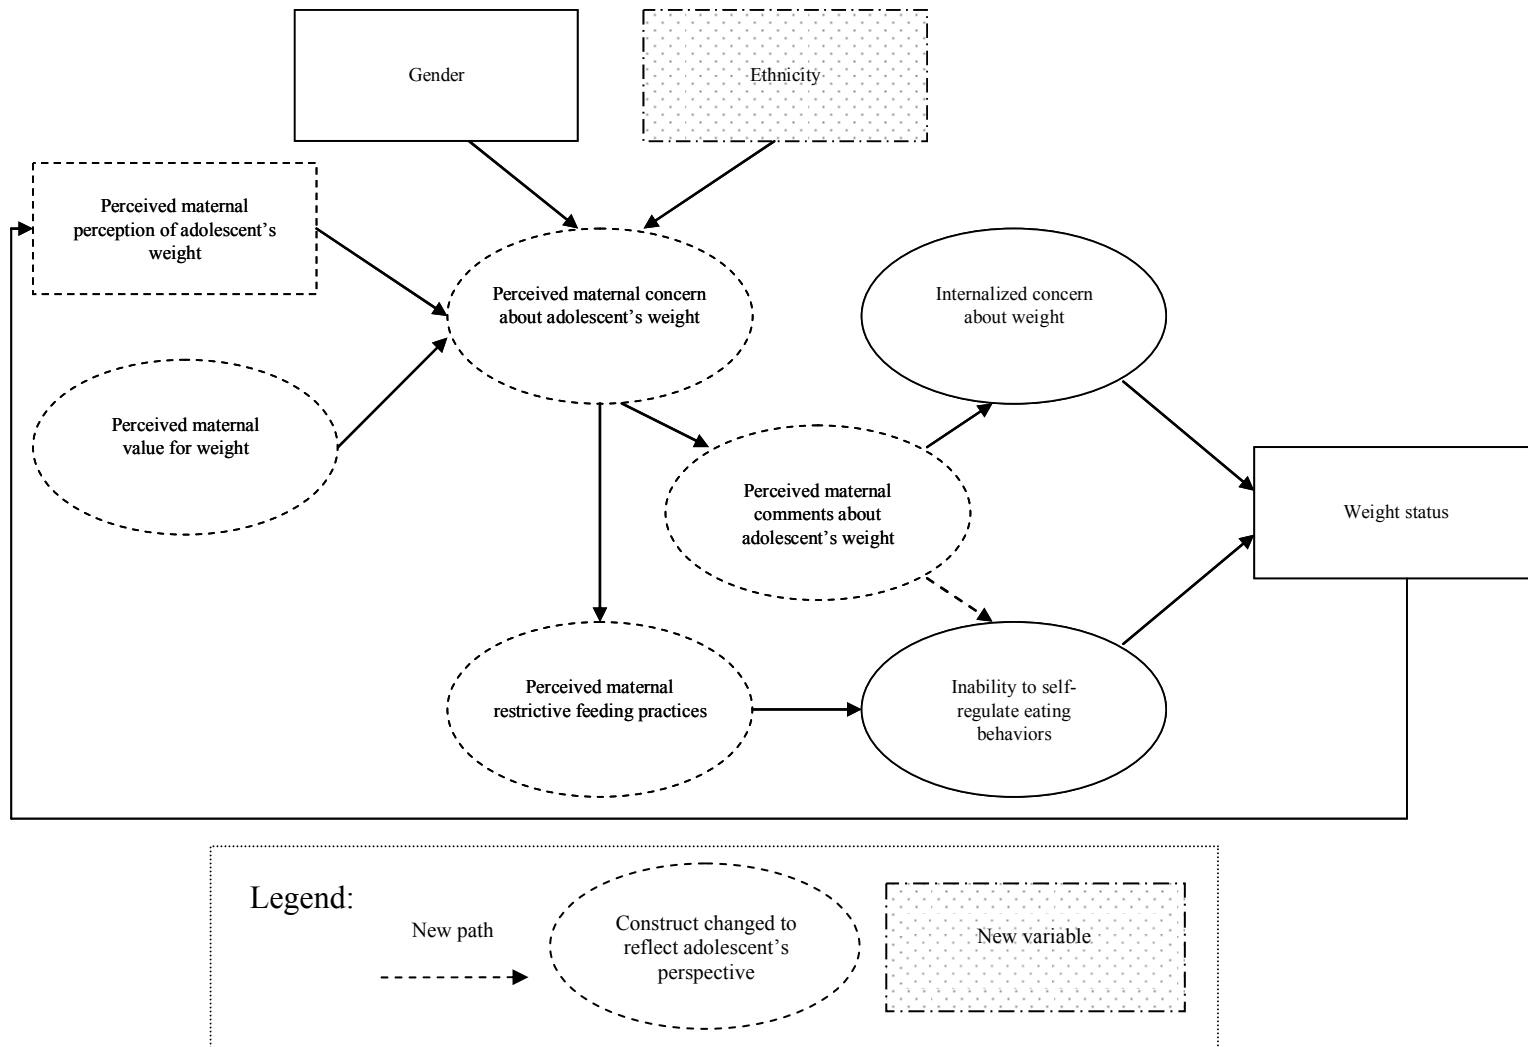 Gender
Ethnicity
Perceived maternal
perception of adolescent’s
weight
Perceived maternal concern
about adolescent’s weight
Internalized concern
about weight
Perceived maternal
value for weight
Perceived maternal
comments about
adolescent’s weight
Weight status
Perceived maternal
restrictive feeding practices
Inability to self-
regulate eating
behaviors
Legend:
New path
Construct changed to
reflect adolescent’s
perspective
New variable